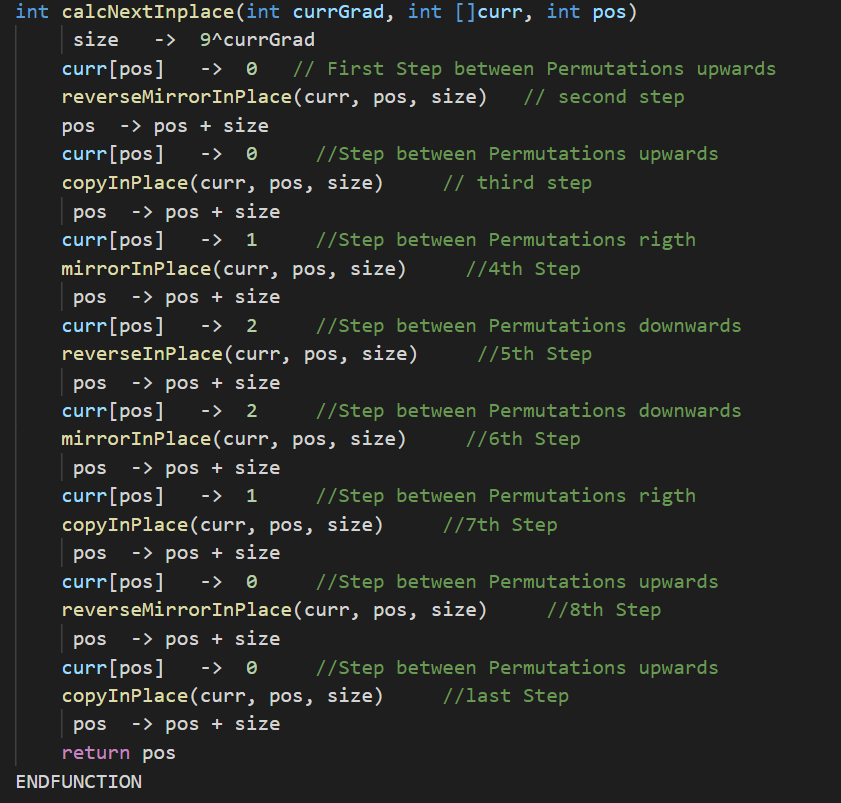 int calcNextInplace(int currGrad, int []curr, int pos)
size -> 9^currGrad
curr[pos] -> 0 // First Step between Permutations upwards
reverseMirrorInPlace(curr, pos, size) // second step
pos -> pos + size
curr[pos] -> 0 //Step between Permutations upwards
copyInPlace(curr, pos, size) // third step
pos -> pos + size
curr[pos] -> 1 //Step between Permutations rigth
mirrorInPlace(curr, pos, size) //4th Step
pos -> pos + size
curr[pos] -> 2 //Step between Permutations downwards
reverseInPlace(curr, pos, size) //5th Step
pos -> pos + size
curr[pos] -> 2 //Step between Permutations downwards
mirrorInPlace(curr, pos, size) //6th Step
pos -> pos + size
curr[pos] -> 1 //Step between Permutations rigth
copyInPlace(curr, pos, size) //7th Step
pos -> pos + size
curr[pos] -> 0 //Step between Permutations upwards
reverseMirrorInPlace(curr, pos, size) //8th Step
pos -> pos + size
curr[pos] -> 0 //Step between Permutations upwards
copyInPlace(curr, pos, size) //last Step
pos -> pos + size
return pos
ENDFUNCTION